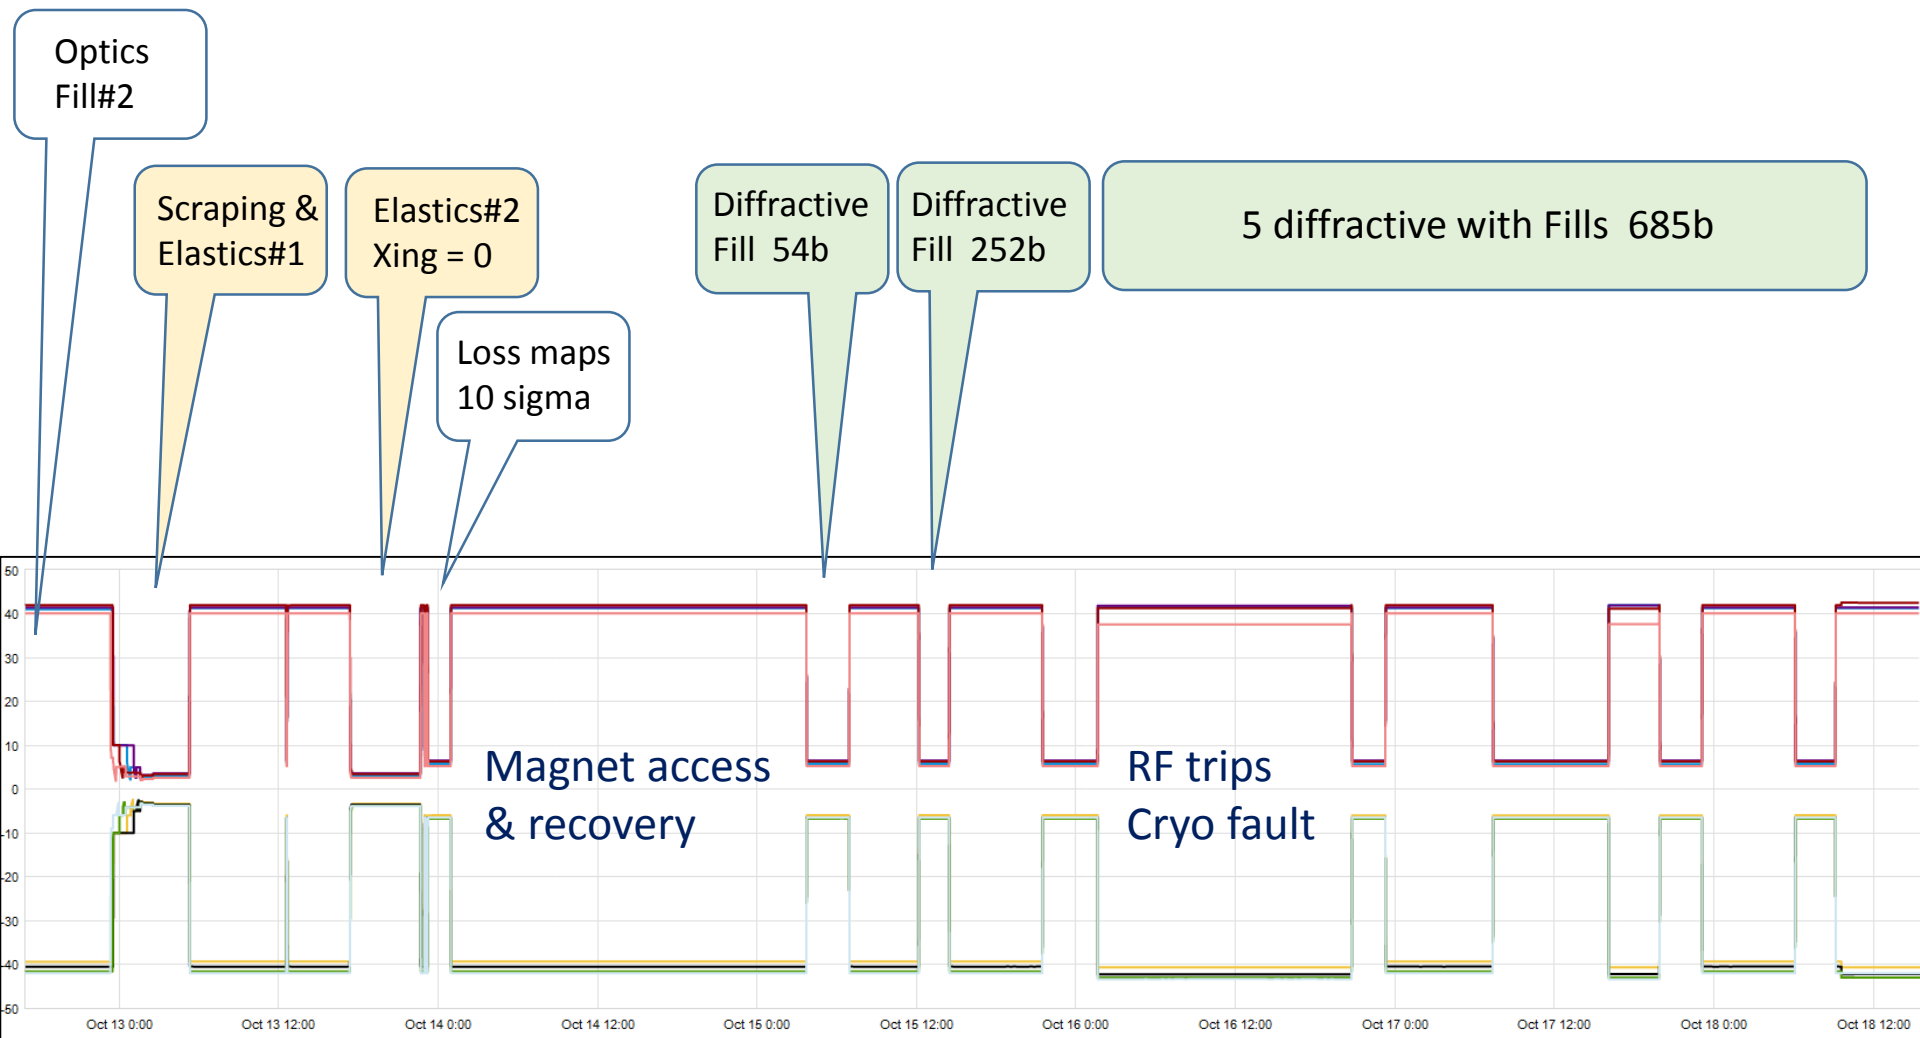 Optics
Fill#2
Scraping &
Elastics#1
Elastics#2
Xing = 0
Loss maps
10 sigma
Diffractive
Fill 54b
Diffractive
Fill 252b
5 diffractive with Fills 685b
Magnet access
& recovery
RF trips
Cryo fault
50
40
30
20
10
0
-10
-20
-30
-40
-50
Oct 13 0:00
Oct 13 12:00
Oct 14 0:00
Oct 14 12:00
Oct 15 0:00
Oct 15 12:00
Oct 16 0:00
Oct 16 12:00
Oct 17 0:00
Oct 17 12:00
Oct 18 0:00
Oct 18 12:00